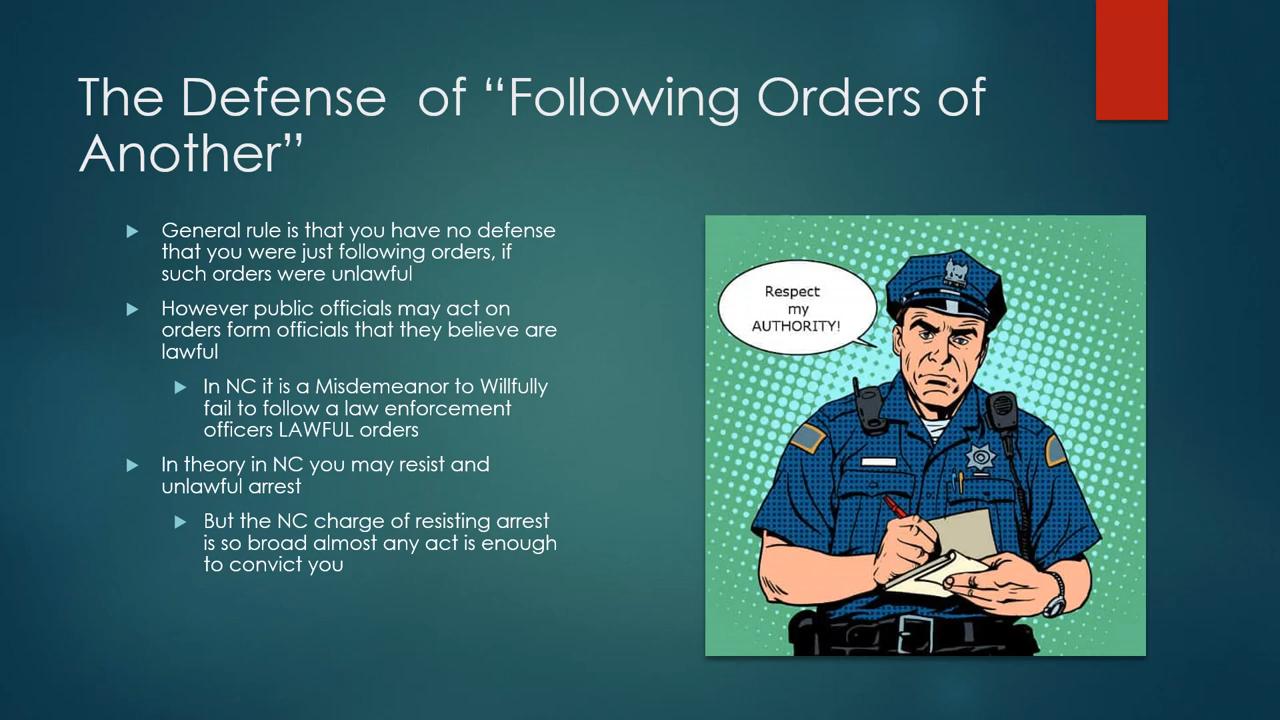 The Defense  of “Following Orders of
Another”
General rule is that you have no defense
that you were just following orders, if
such orders were unlawful
However public officials may act on
orders form officials that they believe are
lawful
In NC it is a Misdemeanor to Willfully
fail to follow a law enforcement
officers LAWFUL orders
In theory in NC you may resist and
unlawful arrest
But the NC charge of resisting arrest
is so broad almost any act is enough
to convict you
Respect
my
AUTHORITY!